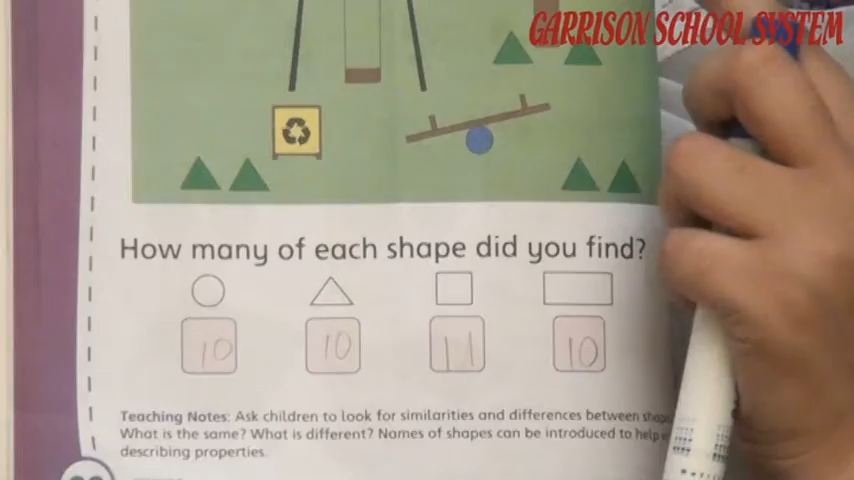 GARRISON SCHOOL SYSTEM
How many of each shape did you find?
10 10 11 10
Teaching Notes: Ask children to look for similarities and differences between
What is the same? What is different? Names of shapes can be introduced to help
describing properties.